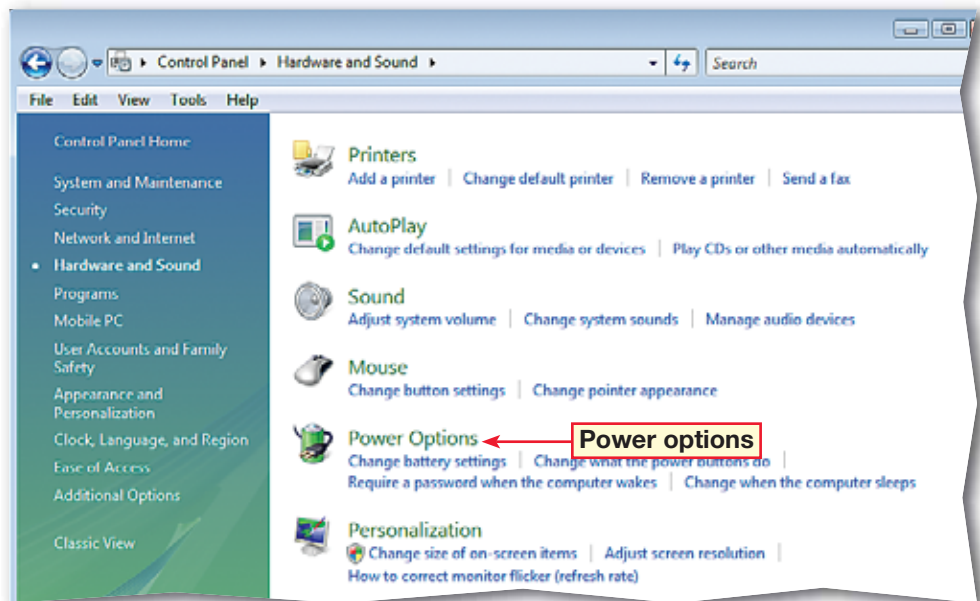 Control Panel ▸ Hardware and Sound ▸
Search
File Edit View Tools Help
Control Panel Home
System and Maintenance
Security
Network and Internet
• Hardware and Sound
Programs
Mobile PC
User Accounts and Family
Safety
Appearance and
Personalization
Clock, Language, and Region
Ease of Access
Additional Options
Classic View
Printers
Add a printer | Change default printer | Remove a printer | Send a fax
AutoPlay
Change default settings for media or devices | Play CDs or other media automatically
Sound
Adjust system volume | Change system sounds | Manage audio devices
Mouse
Change button settings | Change pointer appearance
Power Options
Power options
Change battery settings | Change what the power buttons do |
Require a password when the computer wakes | Change when the computer sleeps
Personalization
Change size of on-screen items | Adjust screen resolution |
How to correct monitor flicker (refresh rate)